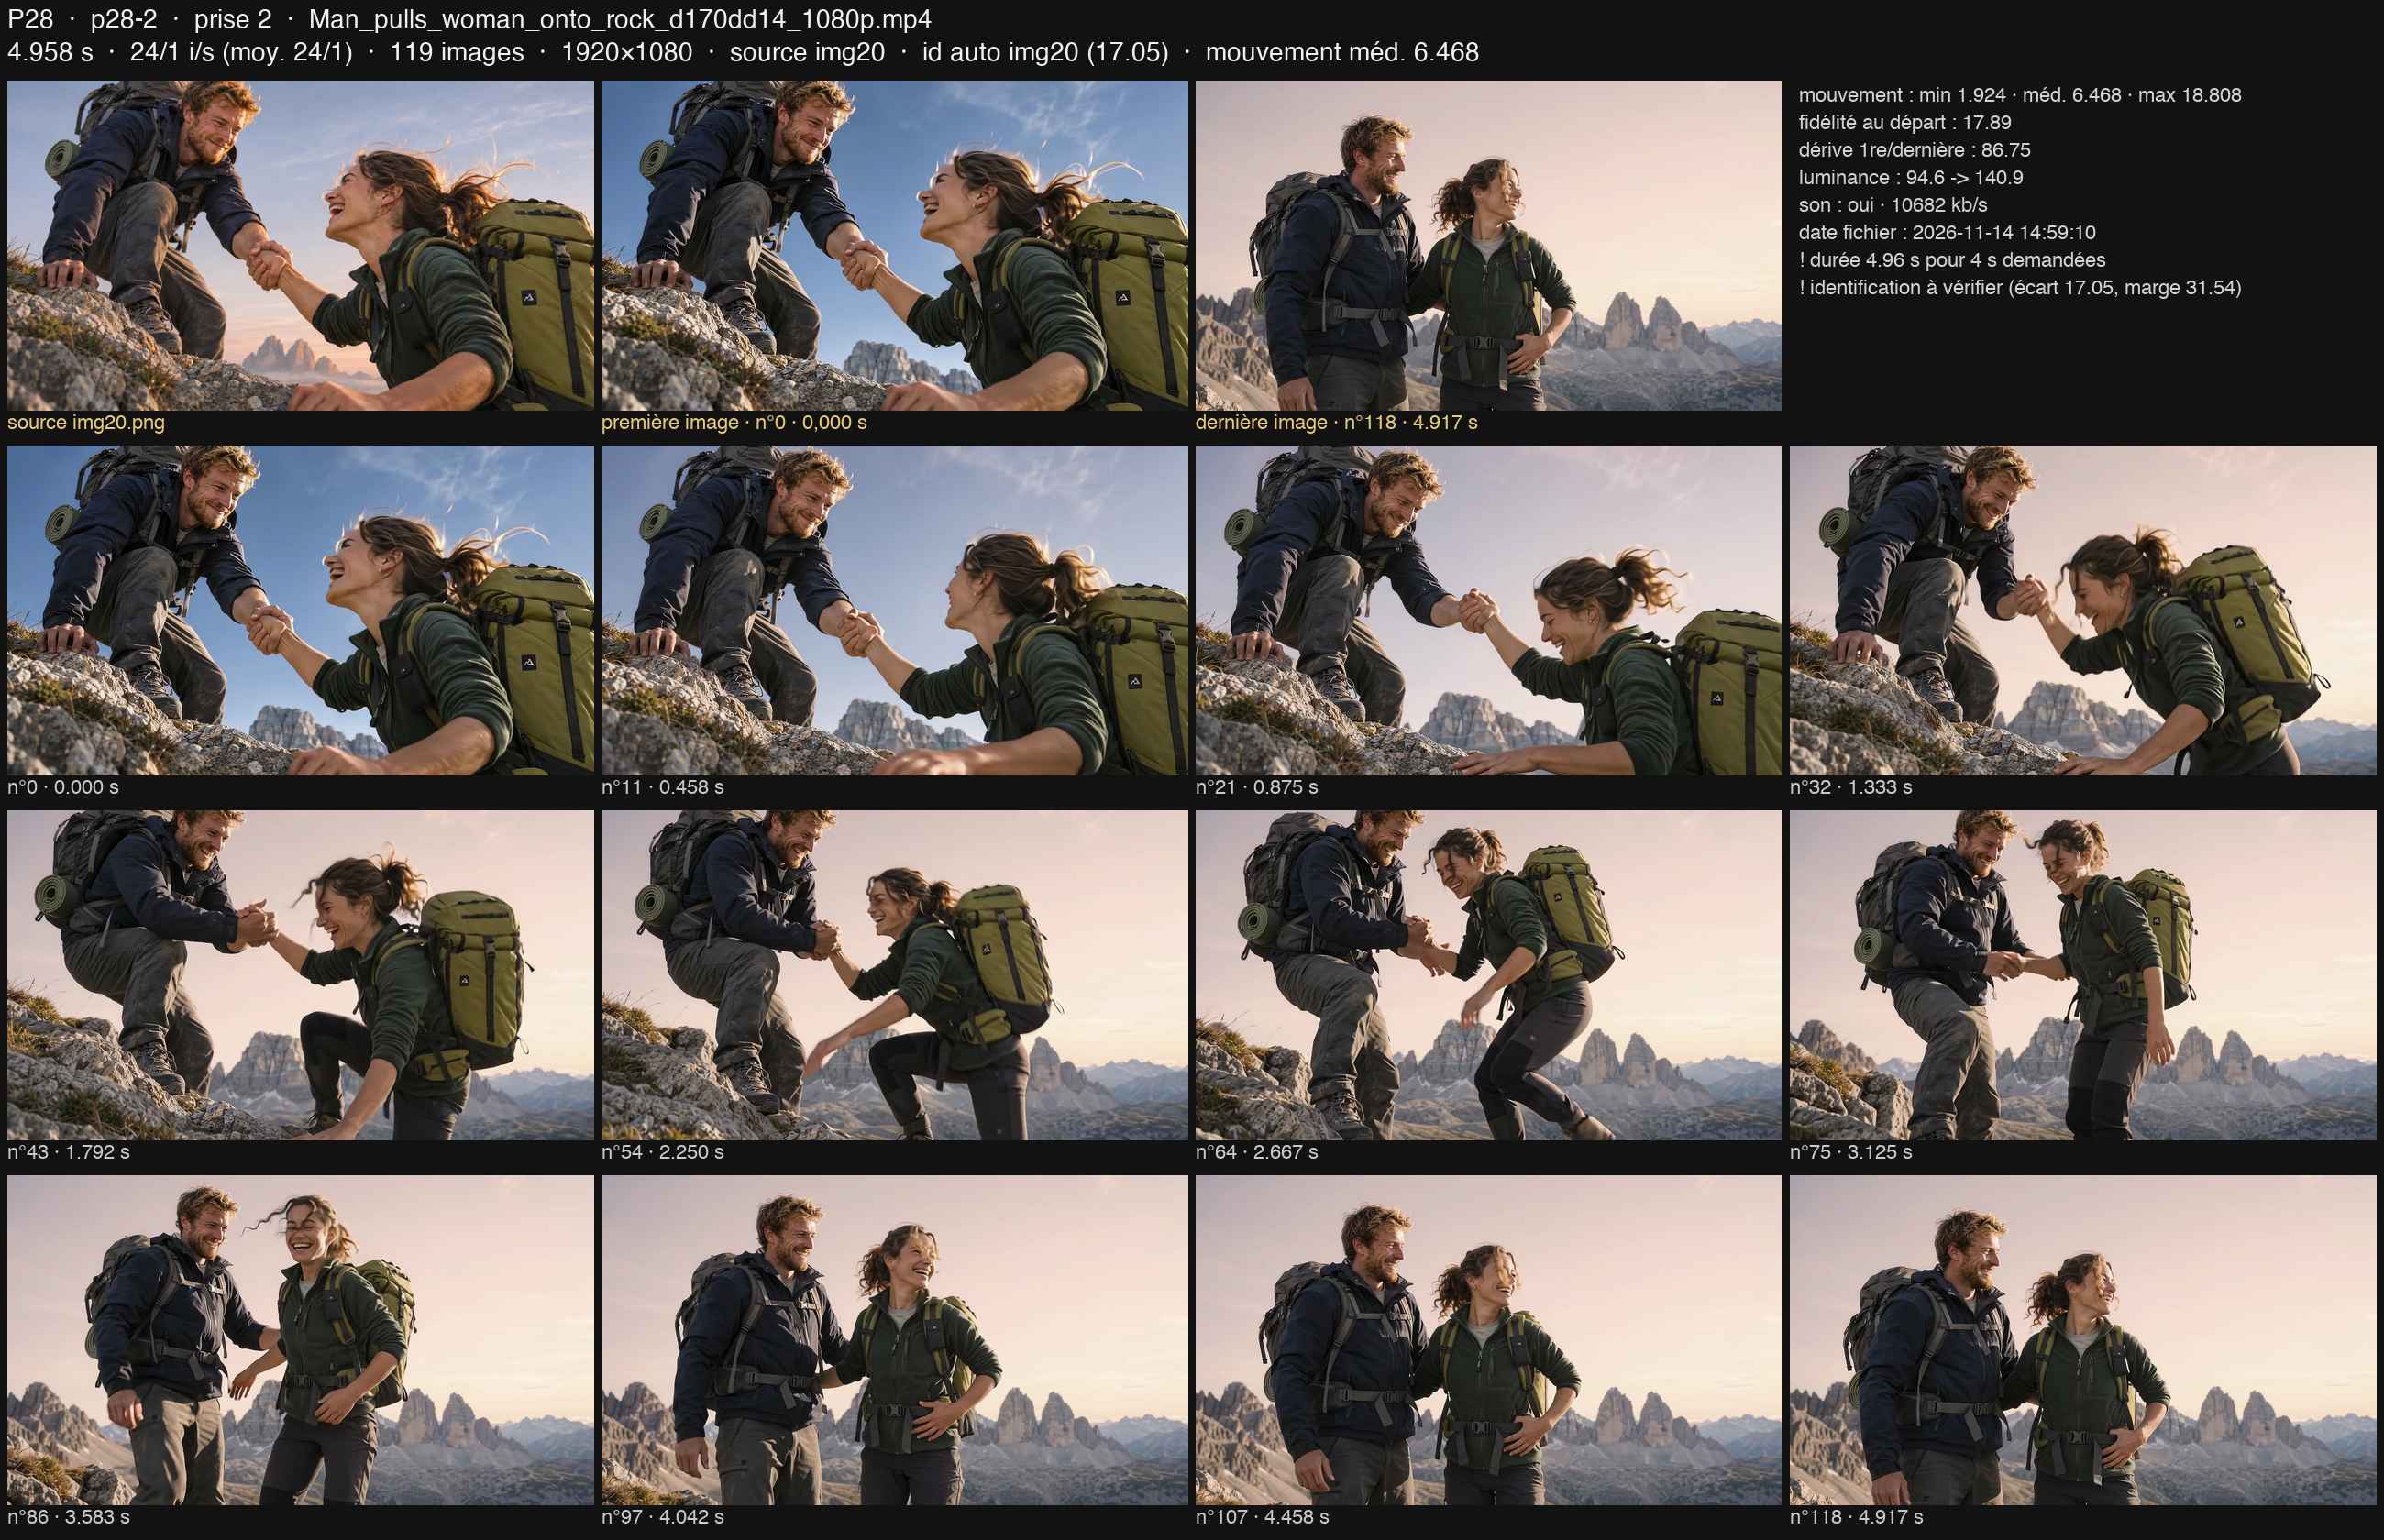 P28 · p28-2 · prise 2 · Man_pulls_woman_onto_rock_d170dd14_1080p.mp4
4.958 s · 24/1 i/s (moy. 24/1) · 119 images · 1920×1080 · source img20 · id auto img20 (17.05) · mouvement méd. 6.468
mouvement : min 1.924 · méd. 6.468 · max 18.808
fidélité au départ : 17.89
dérive 1re/dernière : 86.75
luminance : 94.6 -> 140.9
son : oui · 10682 kb/s
date fichier : 2026-11-14 14:59:10
! durée 4.96 s pour 4 s demandées
! identification à vérifier (écart 17.05, marge 31.54)
source img20.png
première image · n°0 · 0,000 s
dernière image · n°118 · 4.917 s
n°0 · 0.000 s
n°11 · 0.458 s
n°21 · 0.875 s
n°32 · 1.333 s
n°43 · 1.792 s
n°54 · 2.250 s
n°64 · 2.667 s
n°75 · 3.125 s
n°86 · 3.583 s
n°97 · 4.042 s
n°107 · 4.458 s
n°118 · 4.917 s